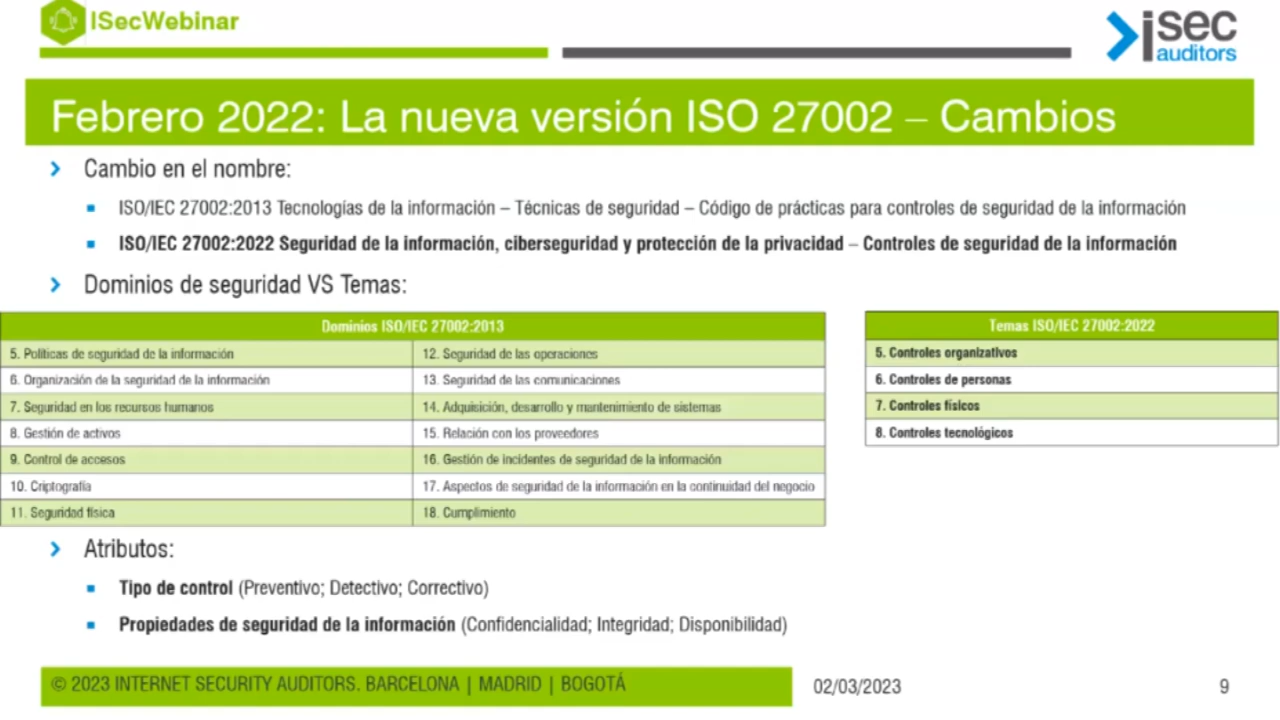 ISecWebinar
isec
auditors
Febrero 2022: La nueva versión ISO 27002 – Cambios
Cambio en el nombre:
ISO/IEC 27002:2013 Tecnologías de la información – Técnicas de seguridad – Código de prácticas para controles de seguridad de la información
ISO/IEC 27002:2022 Seguridad de la información, ciberseguridad y protección de la privacidad – Controles de seguridad de la información
Dominios de seguridad VS Temas:
Dominios ISO/IEC 27002:2013
5. Políticas de seguridad de la información
12. Seguridad de las operaciones
6. Organización de la seguridad de la información
13. Seguridad de las comunicaciones
7. Seguridad en los recursos humanos
14. Adquisición, desarrollo y mantenimiento de sistemas
8. Gestión de activos
15. Relación con los proveedores
9. Control de accesos
16. Gestión de incidentes de seguridad de la información
10. Criptografía
17. Aspectos de seguridad de la información en la continuidad del negocio
11. Seguridad física
18. Cumplimiento
Temas ISO/IEC 27002:2022
5. Controles organizativos
6. Controles de personas
7. Controles físicos
8. Controles tecnológicos
Atributos:
Tipo de control (Preventivo; Detectivo; Correctivo)
Propiedades de seguridad de la información (Confidencialidad; Integridad; Disponibilidad)
© 2023 INTERNET SECURITY AUDITORS. BARCELONA | MADRID | BOGOTÁ
02/03/2023
9